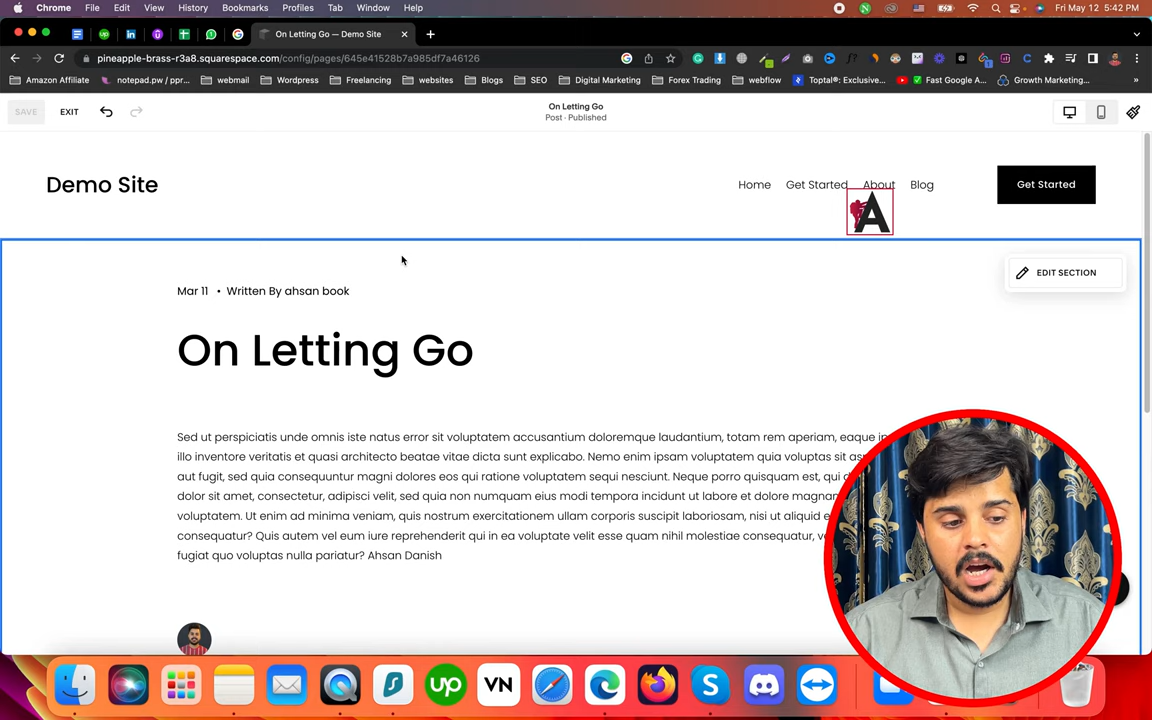 Chrome File Edit View History Bookmarks Profiles Tab Window Help
Fri May 12 5:42 PM
On Letting Go — Demo Site
pineapple-brass-r3a8.squarespace.com/config/pages/645e41528b7a985df7a46126
Amazon Affiliate notepad.pw / ppr... webmail Wordpress Freelancing websites Blogs SEO Digital Marketing Forex Trading webflow Toptal®: Exclusive... Fast Google A... Growth Marketing... »
SAVE EXIT
On Letting Go
Post · Published
Demo Site
Home Get Started About Blog
Get Started
A
EDIT SECTION
Mar 11 • Written By ahsan book
On Letting Go
Sed ut perspiciatis unde omnis iste natus error sit voluptatem accusantium doloremque laudantium, totam rem aperiam, eaque ip
illo inventore veritatis et quasi architecto beatae vitae dicta sunt explicabo. Nemo enim ipsam voluptatem quia voluptas sit as
aut fugit, sed quia consequuntur magni dolores eos qui ratione voluptatem sequi nesciunt. Neque porro quisquam est, qui d
dolor sit amet, consectetur, adipisci velit, sed quia non numquam eius modi tempora incidunt ut labore et dolore magnam
voluptatem. Ut enim ad minima veniam, quis nostrum exercitationem ullam corporis suscipit laboriosam, nisi ut aliquid e
consequatur? Quis autem vel eum iure reprehenderit qui in ea voluptate velit esse quam nihil molestiae consequatur, ve
fugiat quo voluptas nulla pariatur? Ahsan Danish
up VN